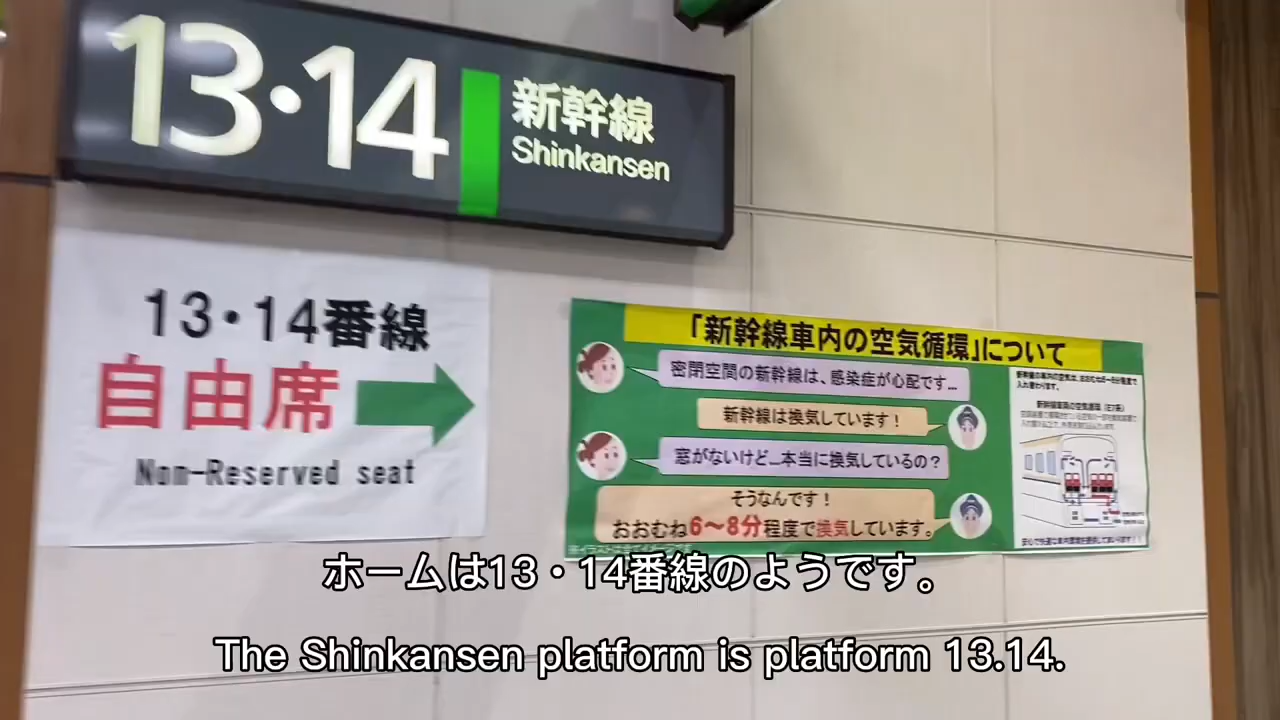 13・14
新幹線
Shinkansen
13・14番線
自由席
Non-Reserved seat
「新幹線車内の空気循環」について
密閉空間の新幹線は、感染症が心配です…
新幹線は換気しています！
窓がないけど…本当に換気しているの？
そうなんです！
おおむね6〜8分程度で換気しています。
ホームは13・14番線のようです。
The Shinkansen platform is platform 13.14.